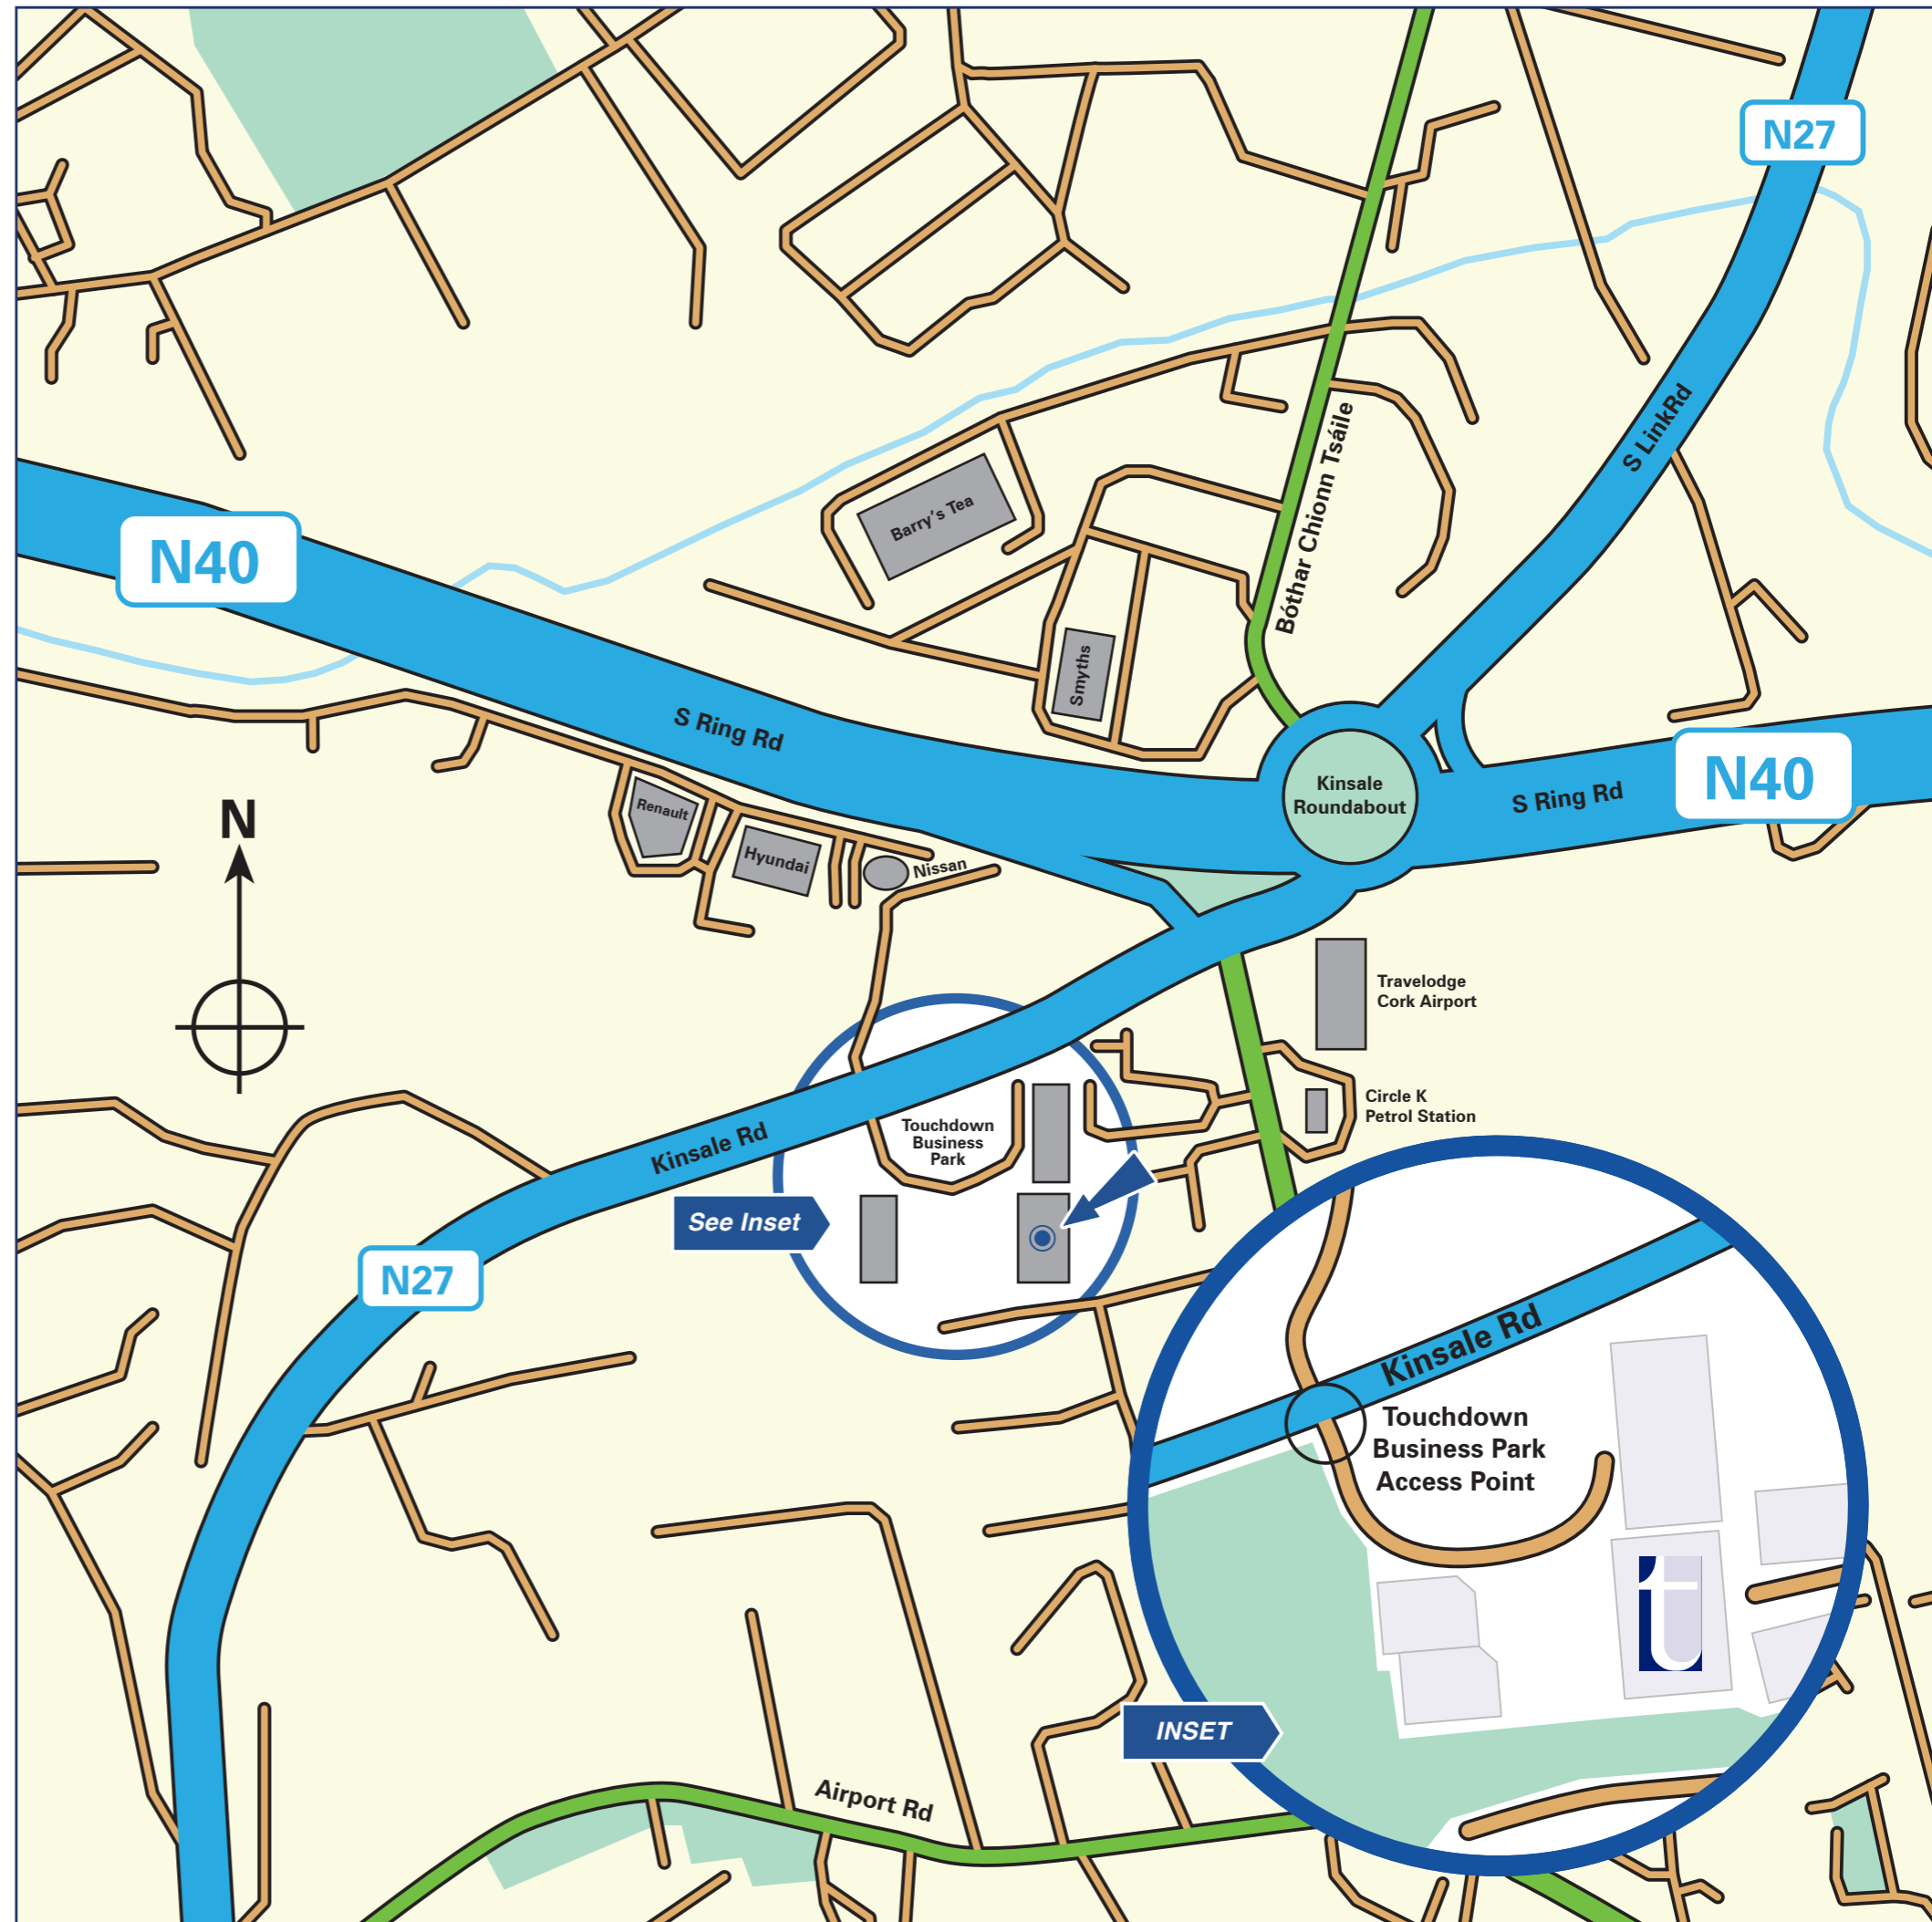 N27
S LinkRd
Bóthar Chionn Tsáile
Barry's Tea
N40
Smyths
S Ring Rd
Kinsale
Roundabout
S Ring Rd
N40
Renault
Hyundai
Nissan
N
Travelodge
Cork Airport
Circle K
Petrol Station
Touchdown
Business
Park
Kinsale Rd
See Inset
N27
Kinsale Rd
Touchdown
Business Park
Access Point
t
INSET
Airport Rd